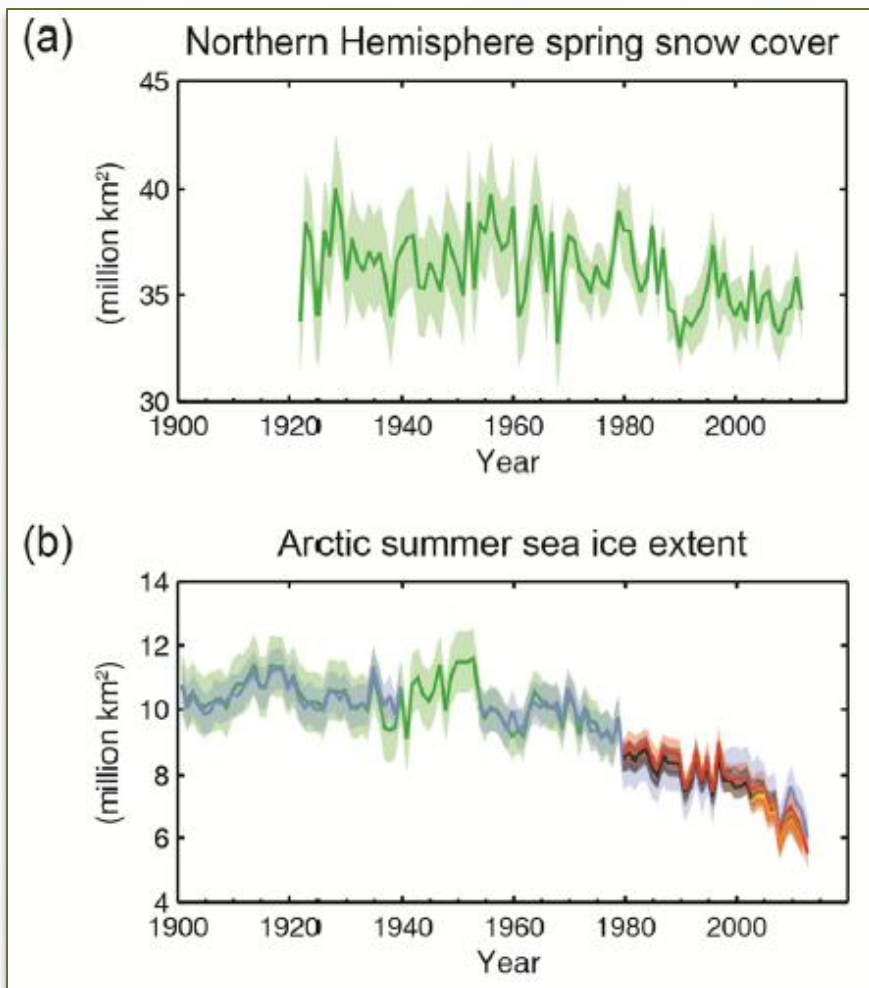 (a) Northern Hemisphere spring snow cover
45
40
35
30
(million km²)
1900 1920 1940 1960 1980 2000
Year
(b) Arctic summer sea ice extent
14
12
10
8
6
4
(million km²)
1900 1920 1940 1960 1980 2000
Year